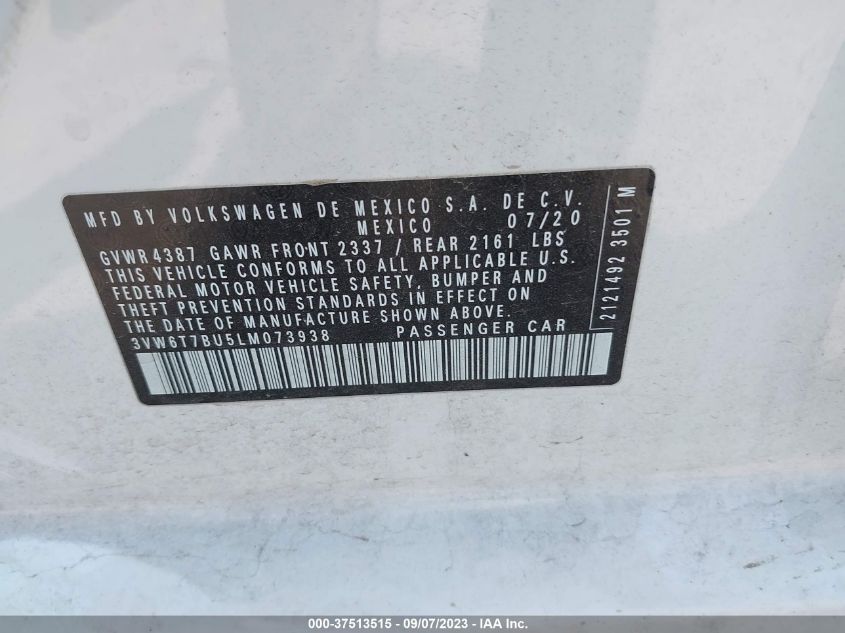 MFD BY VOLKSWAGEN DE MEXICO S.A. DE C.V.
MEXICO 07/20
GVWR 4387 GAWR FRONT 2337 / REAR 2161 LBS
THIS VEHICLE CONFORMS TO ALL APPLICABLE U.S.
FEDERAL MOTOR VEHICLE SAFETY, BUMPER AND
THEFT PREVENTION STANDARDS IN EFFECT ON
THE DATE OF MANUFACTURE SHOWN ABOVE.
3VW6T7BU5LM073938 PASSENGER CAR
2121492 3501 M
000-37513515 - 09/07/2023 - IAA Inc.